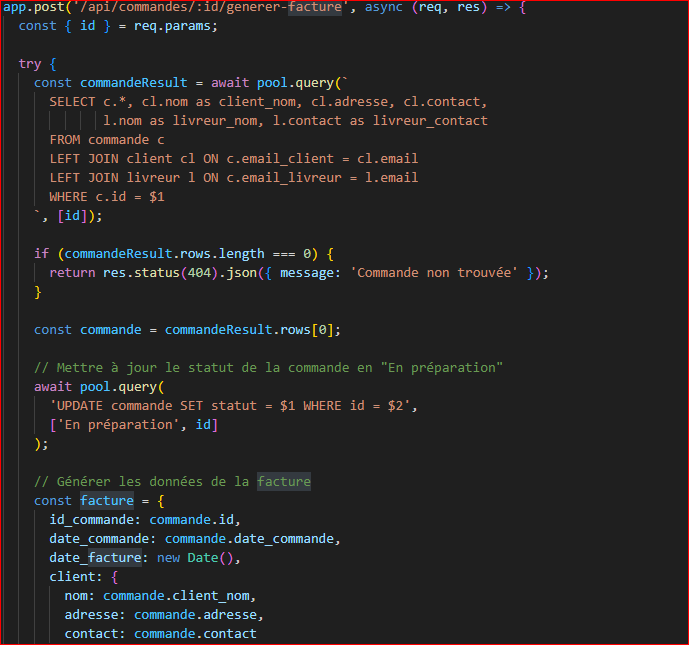 app.post('/api/commandes/:id/generer-facture', async (req, res) => {
const { id } = req.params;
try {
const commandeResult = await pool.query(`
SELECT c.*, cl.nom as client_nom, cl.adresse, cl.contact,
l.nom as livreur_nom, l.contact as livreur_contact
FROM commande c
LEFT JOIN client cl ON c.email_client = cl.email
LEFT JOIN livreur l ON c.email_livreur = l.email
WHERE c.id = $1
`, [id]);
if (commandeResult.rows.length === 0) {
return res.status(404).json({ message: 'Commande non trouvée' });
}
const commande = commandeResult.rows[0];
// Mettre à jour le statut de la commande en "En préparation"
await pool.query(
'UPDATE commande SET statut = $1 WHERE id = $2',
['En préparation', id]
);
// Générer les données de la facture
const facture = {
id_commande: commande.id,
date_commande: commande.date_commande,
date_facture: new Date(),
client: {
nom: commande.client_nom,
adresse: commande.adresse,
contact: commande.contact